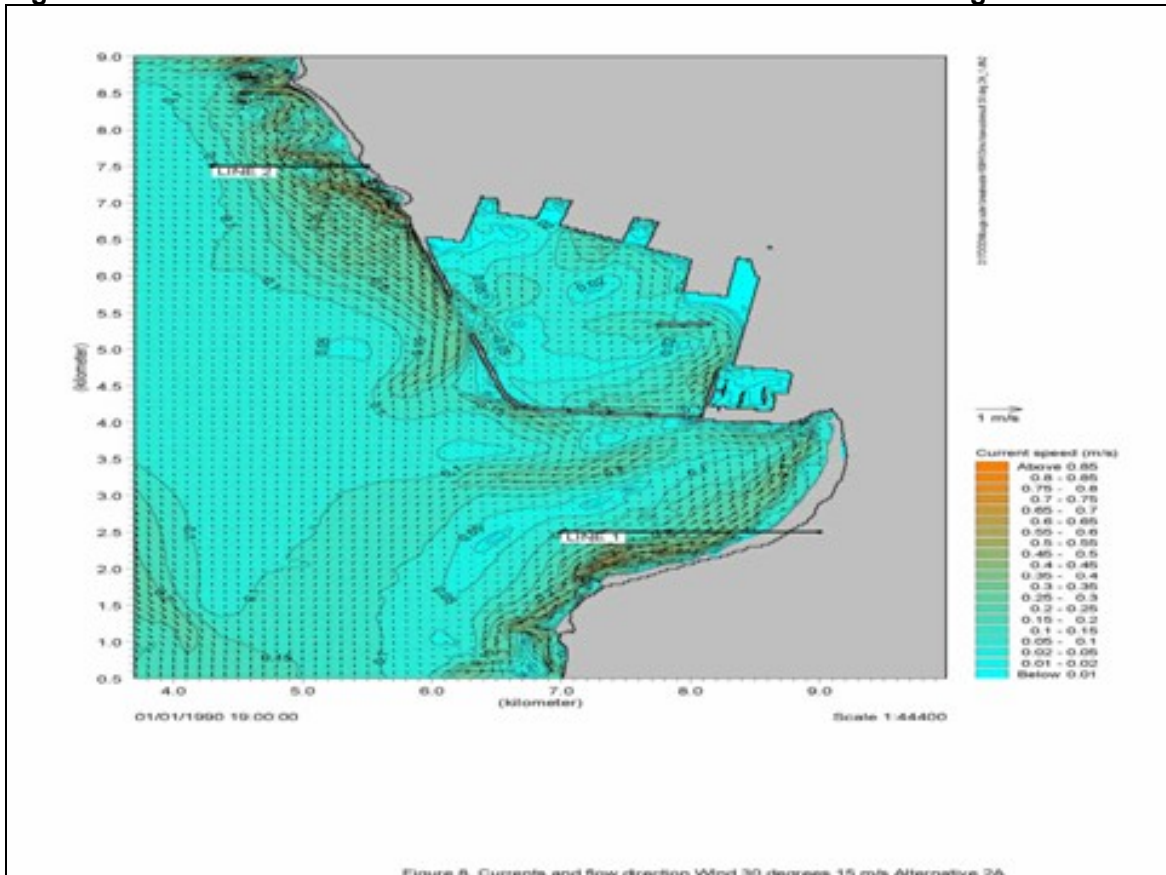 9.0
8.5
8.0
7.5
7.0
6.5
6.0
5.5
5.0
4.5
4.0
3.5
3.0
2.5
2.0
1.5
1.0
0.5
(kilometer)
LINE 2
LINE 1
4.0 5.0 6.0 7.0 8.0 9.0
(kilometer)
01/01/1990 19:00:00 Scale 1:44400
1 m/s
Current speed (m/s)
Above 0.85
0.8 - 0.85
0.75 - 0.8
0.7 - 0.75
0.65 - 0.7
0.6 - 0.65
0.55 - 0.6
0.5 - 0.55
0.45 - 0.5
0.4 - 0.45
0.35 - 0.4
0.3 - 0.35
0.25 - 0.3
0.2 - 0.25
0.15 - 0.2
0.1 - 0.15
0.05 - 0.1
0.02 - 0.05
0.01 - 0.02
Below 0.01
Figure 8. Currents and flow direction Wind 30 degrees 15 m/s Alternative 2A